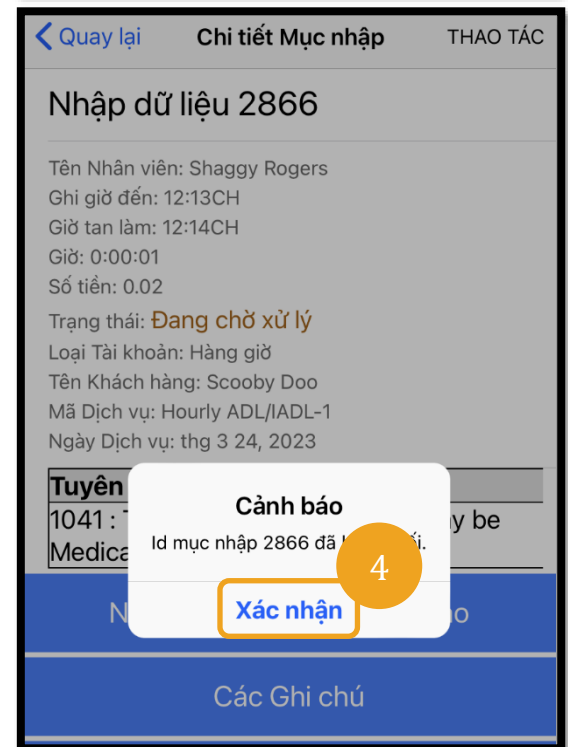 Quay lại Chi tiết Mục nhập THAO TÁC
Nhập dữ liệu 2866
Tên Nhân viên: Shaggy Rogers
Ghi giờ đến: 12:13CH
Giờ tan làm: 12:14CH
Giờ: 0:00:01
Số tiền: 0.02
Trạng thái: Đang chờ xử lý
Loại Tài khoản: Hàng giờ
Tên Khách hàng: Scooby Doo
Mã Dịch vụ: Hourly ADL/IADL-1
Ngày Dịch vụ: thg 3 24, 2023
Tuyên
Cảnh báo
1041 : y be
Id mục nhập 2866 đã
4
Medica
Xác nhận
Các Ghi chú